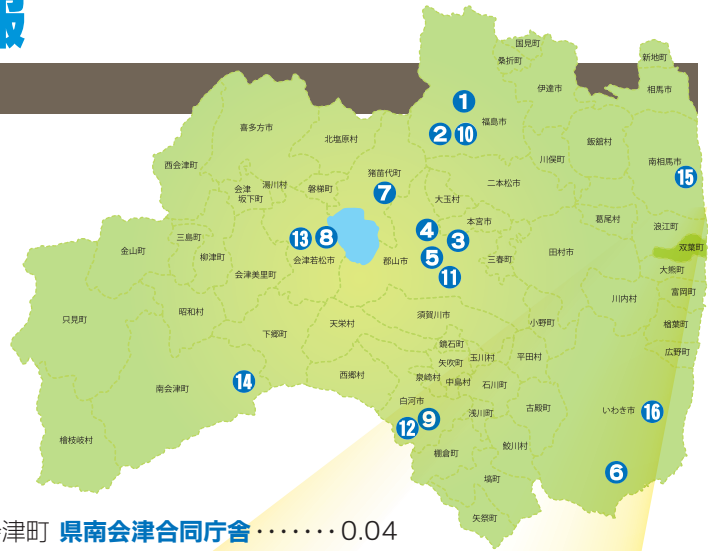 報
国見町
桑折町
新地町
伊達市
相馬市
①
福島市
② ⑩
喜多方市
北塩原村
飯舘村
川俣町
西会津町
猪苗代町
南相馬市
⑮
会津
坂下町
湯川村
磐梯町
⑦
二本松市
大玉村
本宮市
葛尾村
浪江町
④
③
⑬ ⑧
三島町
金山町
柳津町
会津若松市
郡山市
⑤
三春町
田村市
双葉町
大熊町
会津美里町
⑪
富岡町
川内村
昭和村
只見町
天栄村
須賀川市
小野町
楢葉町
下郷町
鏡石町
玉川村
平田村
広野町
矢吹町
西郷村
泉崎村
中島村
石川町
⑭
南会津町
白河市
浅川町
古殿町
いわき市 ⑯
⑫ ⑨
檜枝岐村
棚倉町
鮫川村
⑥
塙町
矢祭町
津町 県南会津合同庁舎・・・・・・・0.04